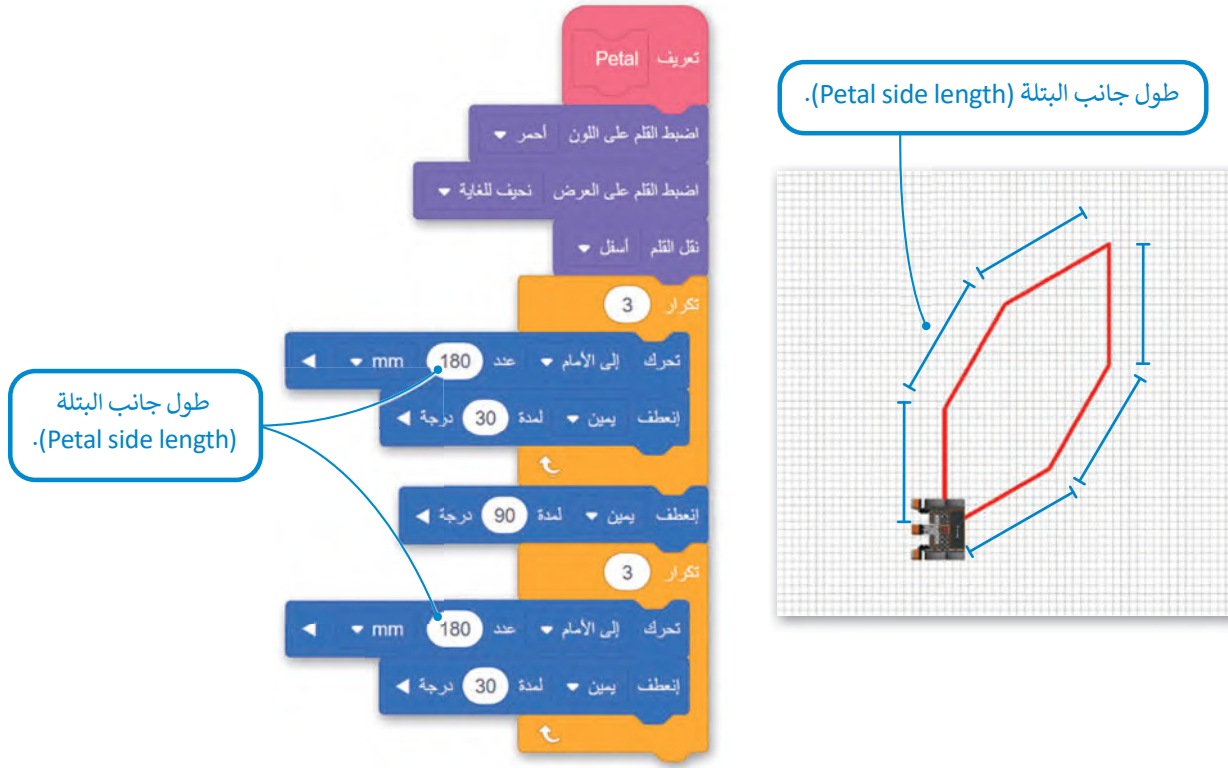 تعريف Petal
اضبط القلم على اللون أحمر
اضبط القلم على العرض نحيف للغاية
نقل القلم أسفل
تكرار 3
تحرك إلى الأمام عدد 180 mm
إنعطف يمين لمدة 30 درجة
إنعطف يمين لمدة 90 درجة
تكرار 3
تحرك إلى الأمام عدد 180 mm
إنعطف يمين لمدة 30 درجة
طول جانب البتلة (Petal side length).
طول جانب البتلة
(Petal side length).